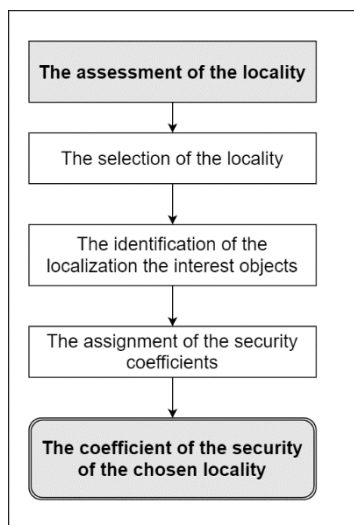 The assessment of the locality
The selection of the locality
The identification of the
localization the interest objects
The assignment of the security
coefficients
The coefficient of the security
of the chosen locality